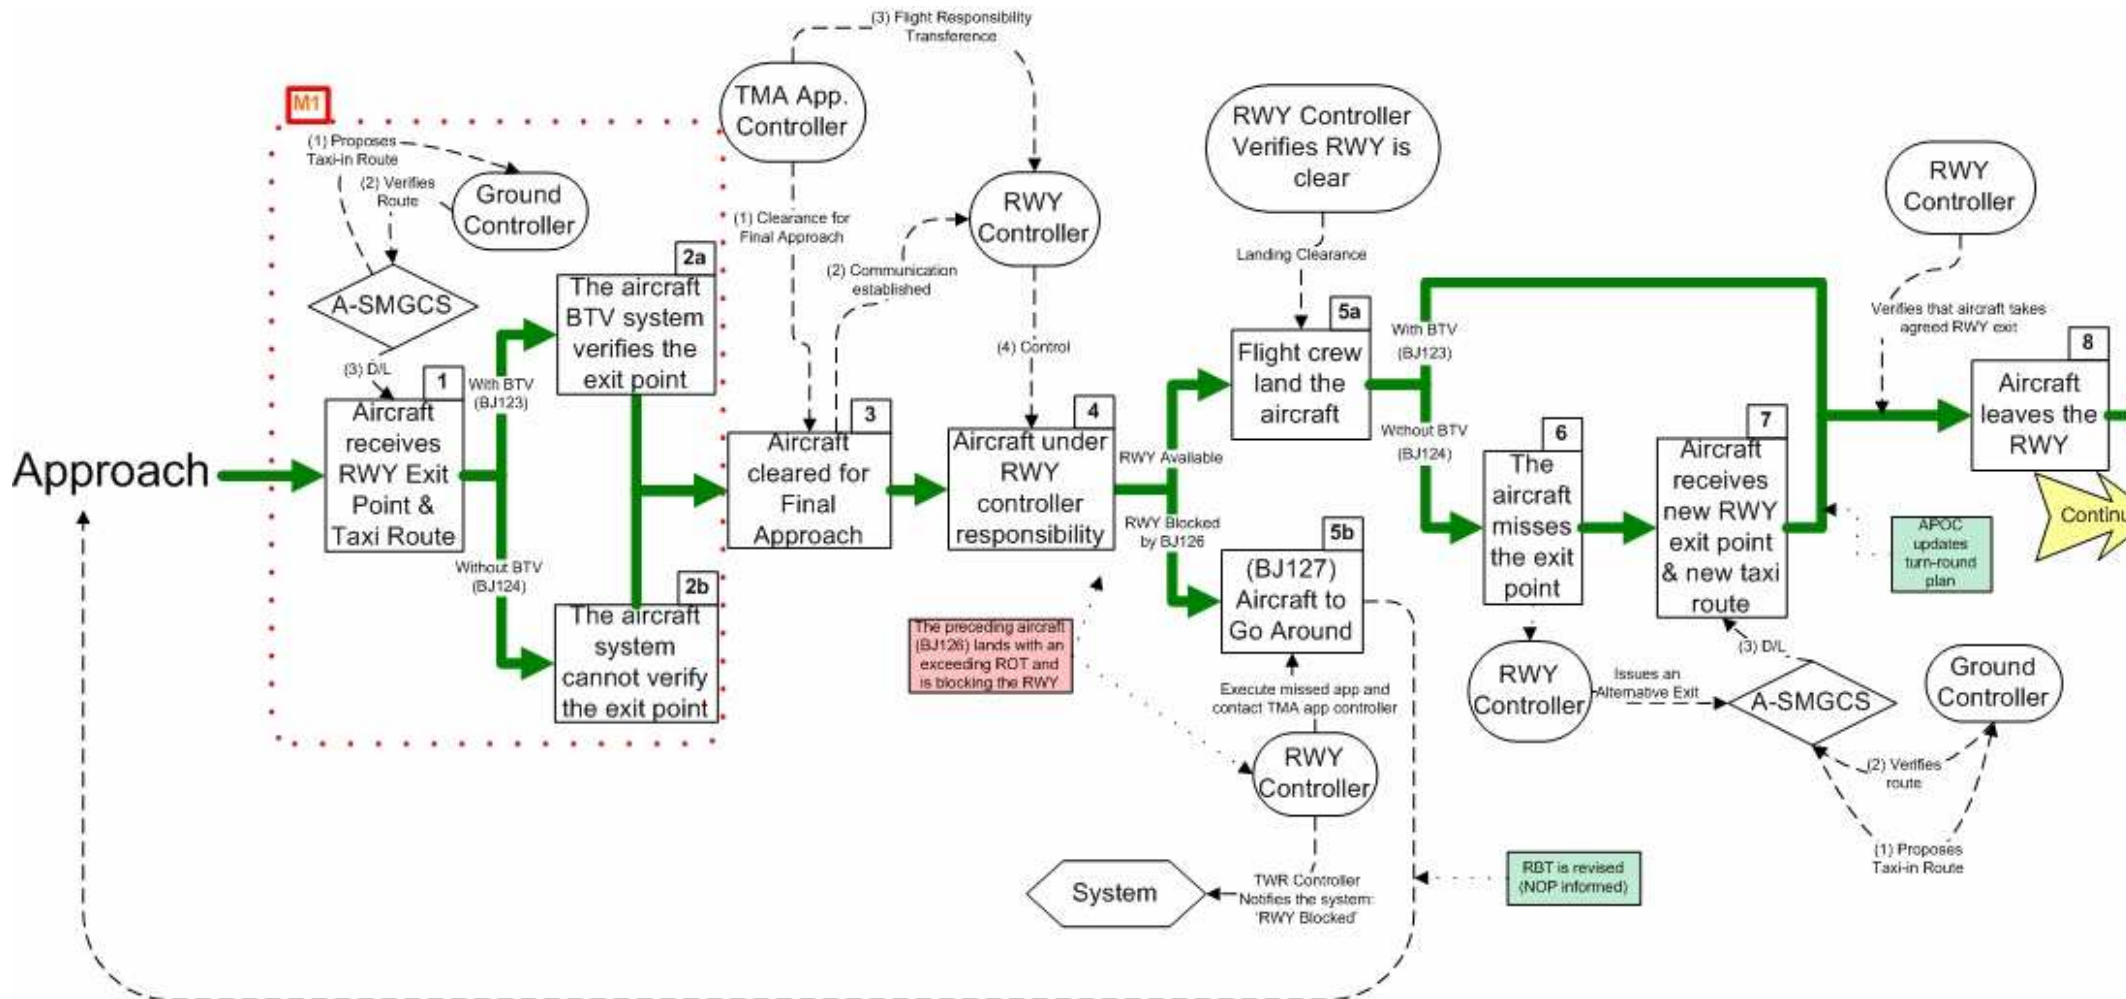 (3) Flight Responsibility
Transference
M1
TMA App.
Controller
RWY Controller
Verifies RWY is
clear
(1) Proposes
Taxi-in Route
(2) Verifies
Route
Ground
Controller
RWY
Controller
RWY
Controller
(1) Clearance for
Final Approach
(2) Communication
established
Landing Clearance
A-SMGCS
(3) D/L
2a
The aircraft
BTV system
verifies the
exit point
(4) Control
5a
Flight crew
land the
aircraft
With BTV
(BJ123)
Verifies that aircraft takes
agreed RWY exit
8
Aircraft
leaves the
RWY
1
Aircraft
receives
RWY Exit
Point &
Taxi Route
With BTV
(BJ123)
Approach
3
Aircraft
cleared for
Final
Approach
4
Aircraft under
RWY
controller
responsibility
RWY Available
Without BTV
(BJ124)
6
The
aircraft
misses
the exit
point
7
Aircraft
receives
new RWY
exit point
& new taxi
route
Continu
APOC
updates
turn-round
plan
Without BTV
(BJ124)
2b
The aircraft
system
cannot verify
the exit point
RWY Blocked
by BJ126
5b
(BJ127)
Aircraft to
Go Around
The preceding aircraft
(BJ126) lands with an
exceeding ROT and
is blocking the RWY
Execute missed app and
contact TMA app controller
RWY
Controller
RWY
Controller
Issues an
Alternative Exit
(3) D/L
A-SMGCS
Ground
Controller
(2) Verifies
route
(1) Proposes
Taxi-in Route
System
TWR Controller
Notifies the system:
'RWY Blocked'
RBT is revised
(NOP informed)